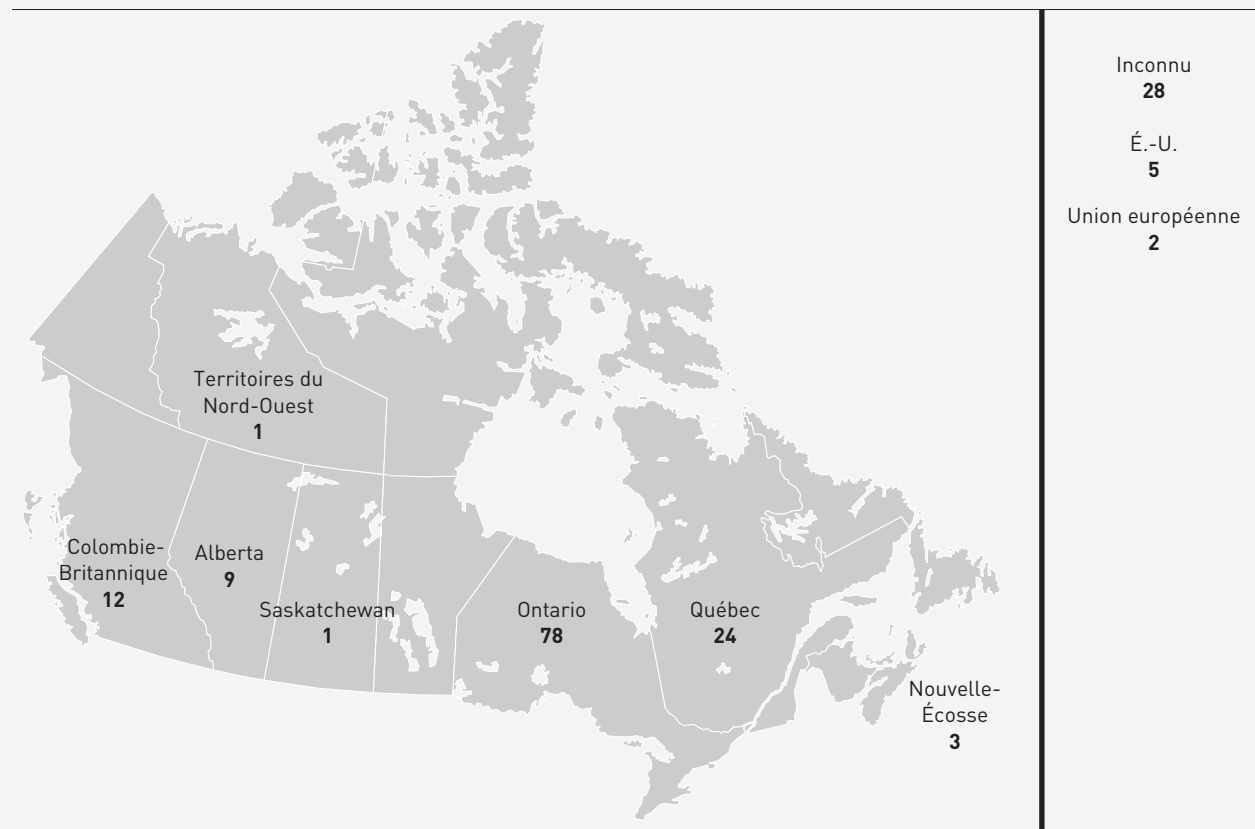 Territoires du
Nord-Ouest
1
Colombie-
Britannique
12
Alberta
9
Saskatchewan
1
Ontario
78
Québec
24
Nouvelle-
Écosse
3
Inconnu
28
É.-U.
5
Union européenne
2